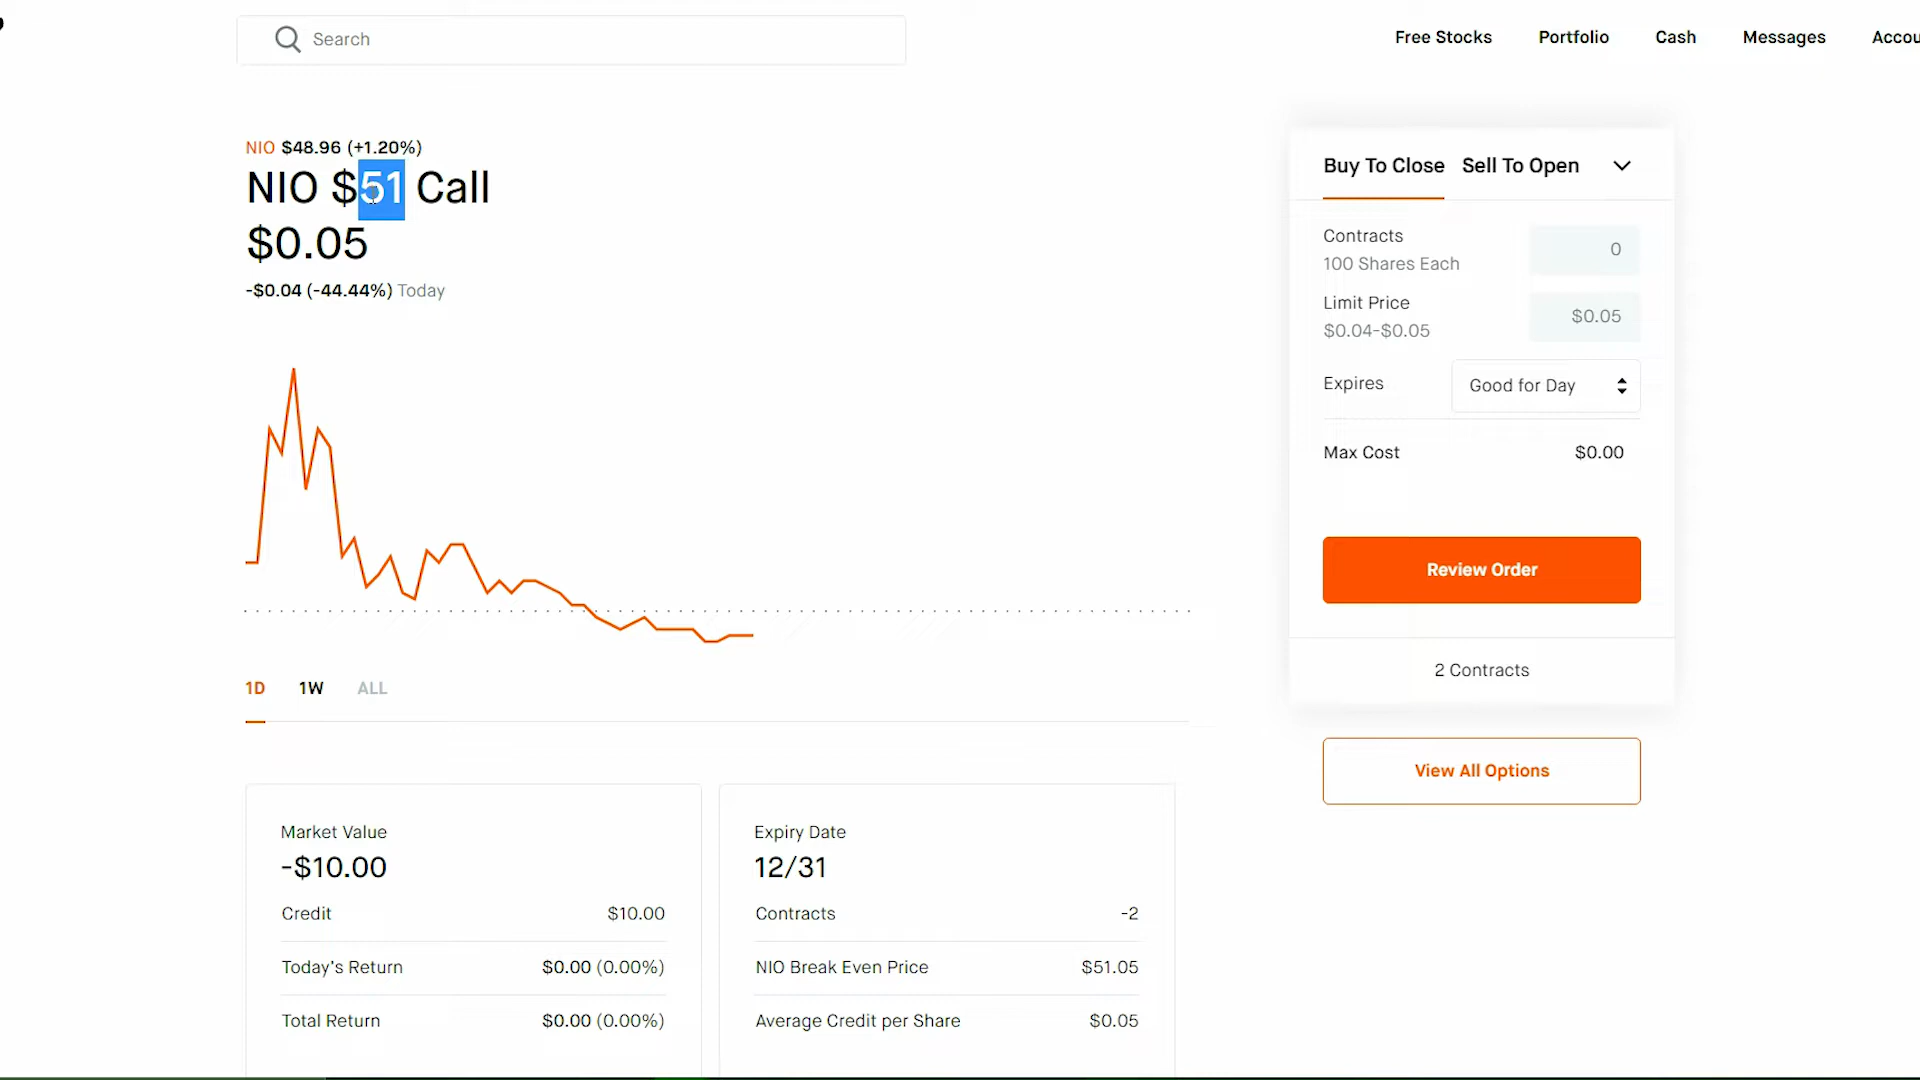 Search
Free Stocks Portfolio Cash Messages
NIO $48.96 (+1.20%)
NIO $51 Call
$0.05
-$0.04 (-44.44%) Today
1D 1W ALL
Buy To Close Sell To Open
Contracts 0
100 Shares Each
Limit Price $0.05
$0.04-$0.05
Expires Good for Day
Max Cost $0.00
Review Order
2 Contracts
View All Options
Market Value
-$10.00
Credit $10.00
Today's Return $0.00 (0.00%)
Total Return $0.00 (0.00%)
Expiry Date
12/31
Contracts -2
NIO Break Even Price $51.05
Average Credit per Share $0.05